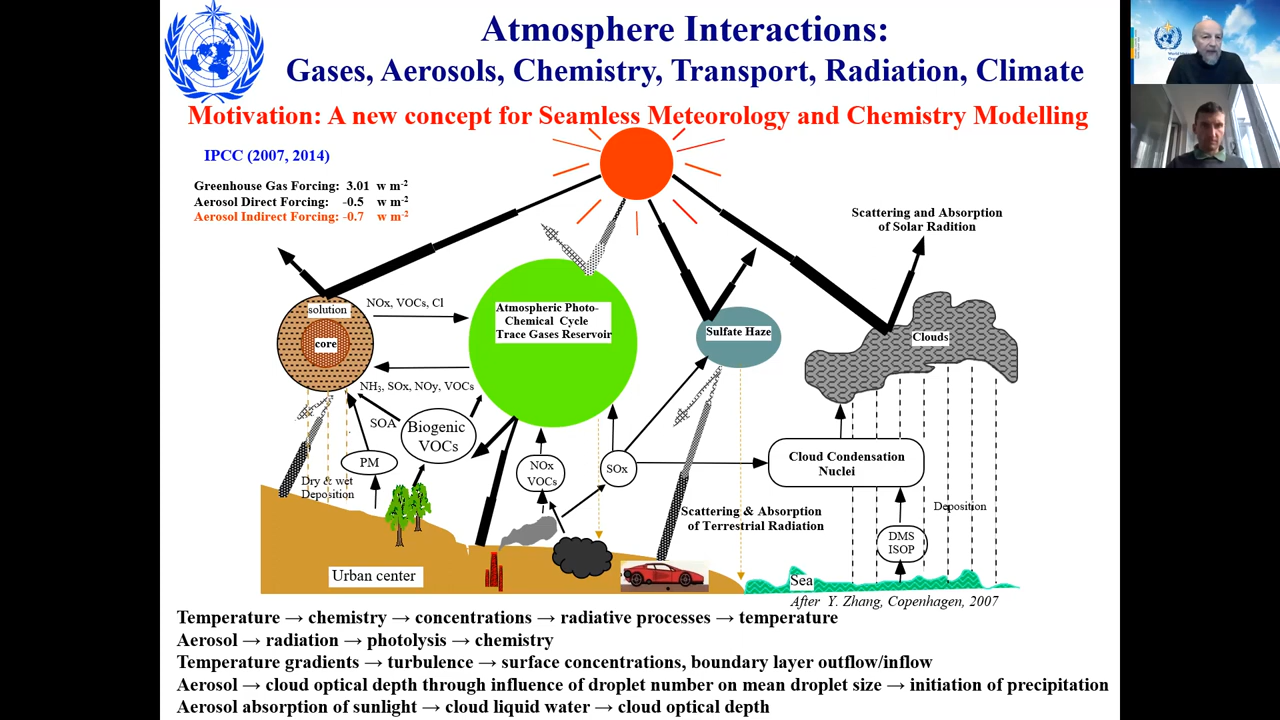 Atmosphere Interactions:
Gases, Aerosols, Chemistry, Transport, Radiation, Climate
Motivation: A new concept for Seamless Meteorology and Chemistry Modelling
IPCC (2007, 2014)
Greenhouse Gas Forcing: 3.01 w m-2
Aerosol Direct Forcing: -0.5 w m-2
Aerosol Indirect Forcing: -0.7 w m-2
Scattering and Absorption
of Solar Radition
solution
core
NOx, VOCs, Cl
NH3, SOx, NOy, VOCs
Atmospheric Photo-
Chemical Cycle
Trace Gases Reservoir
Sulfate Haze
Clouds
SOA
Biogenic
VOCs
PM
Dry & wet
Deposition
NOx
VOCs
SOx
Cloud Condensation
Nuclei
Scattering & Absorption
of Terrestrial Radiation
Deposition
DMS
ISOP
Urban center
Sea
After Y. Zhang, Copenhagen, 2007
Temperature → chemistry → concentrations → radiative processes → temperature
Aerosol → radiation → photolysis → chemistry
Temperature gradients → turbulence → surface concentrations, boundary layer outflow/inflow
Aerosol → cloud optical depth through influence of droplet number on mean droplet size → initiation of precipitation
Aerosol absorption of sunlight → cloud liquid water → cloud optical depth